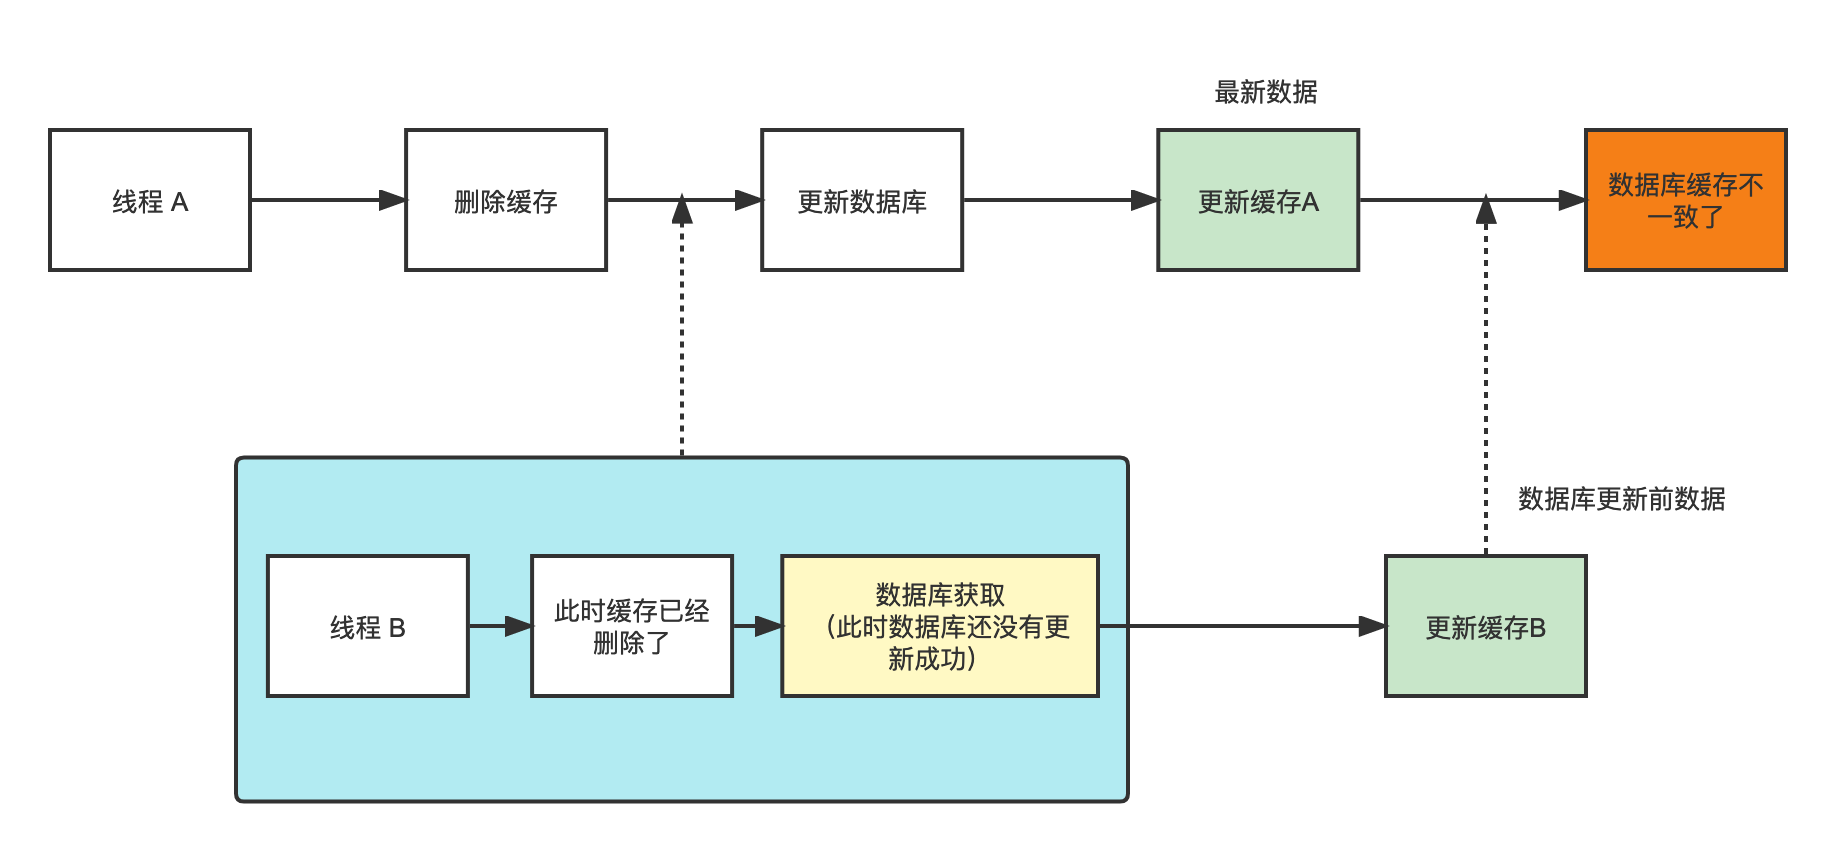 最新数据
线程 A
删除缓存
更新数据库
更新缓存A
数据库缓存不
一致了
数据库更新前数据
线程 B
此时缓存已经
删除了
数据库获取
(此时数据库还没有更
新成功)
更新缓存B